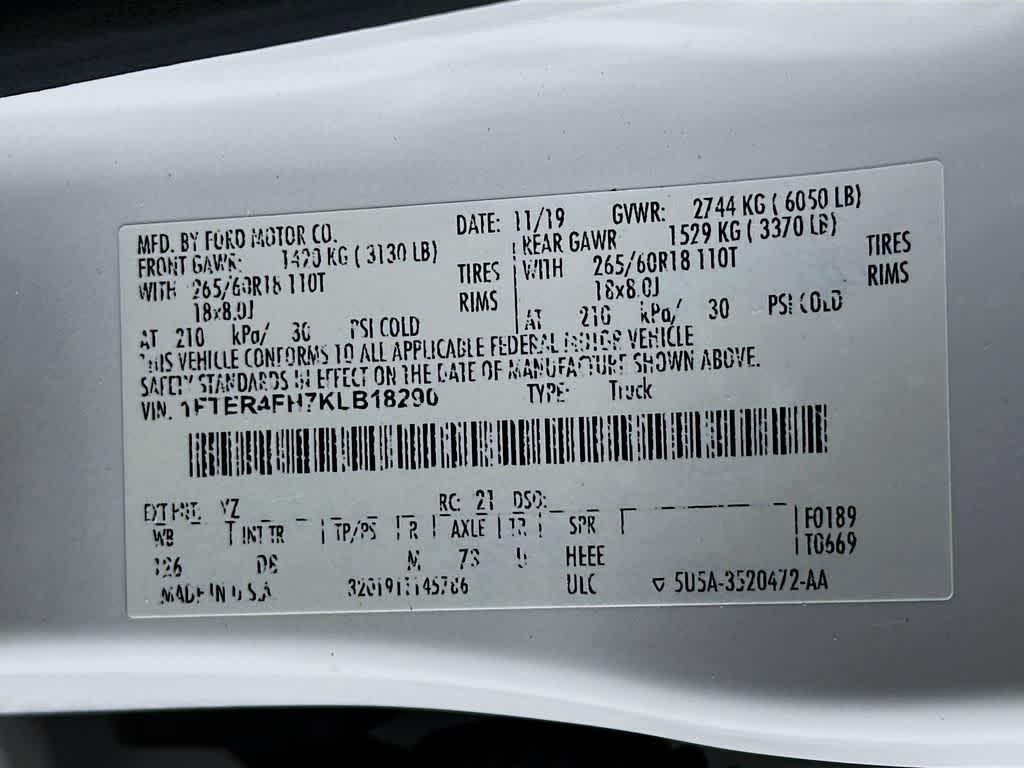 MFD. BY FORD MOTOR CO.
DATE: 11/19 GVWR: 2744 KG ( 6050 LB)
FRONT GAWR: 1420 KG ( 3130 LB)
REAR GAWR 1529 KG ( 3370 LB)
WITH 265/60R18 110T TIRES
WITH 265/60R18 110T TIRES
18x8.0J RIMS
18x8.0J RIMS
AT 210 kPa/ 30 PSI COLD
AT 210 kPa/ 30 PSI COLD
THIS VEHICLE CONFORMS TO ALL APPLICABLE FEDERAL MOTOR VEHICLE
SAFETY STANDARDS IN EFFECT ON THE DATE OF MANUFACTURE SHOWN ABOVE.
VIN: 1FTER4FH7KLB18290
TYPE: Truck
EXT PNT: YZ RC: 21 DSO:
WB INT TR TP/PS R AXLE TR SPR F0189
126 M 73 HEEE T0669
MADE IN U.S.A. ULC 5U5A-3520472-AA